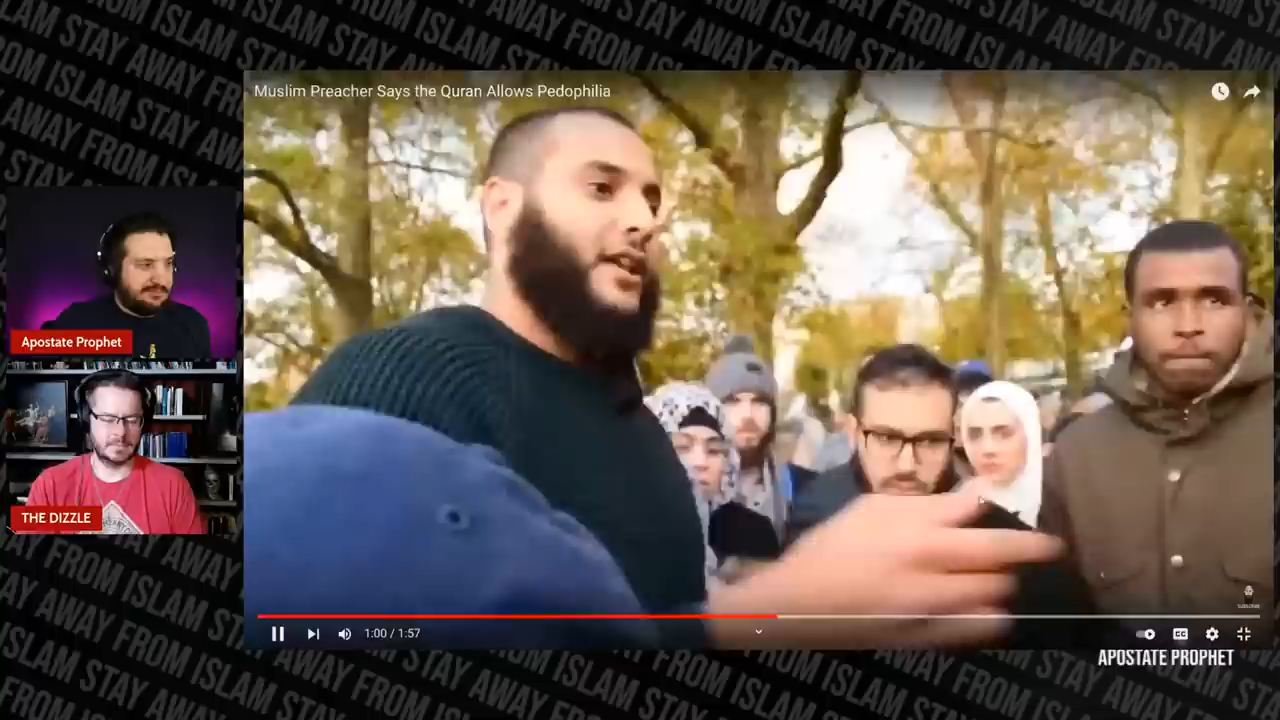 STAY AWAY FROM ISLAM
Muslim Preacher Says the Quran Allows Pedophilia
Apostate Prophet
THE DIZZLE
1:00 / 1:57
CC
APOSTATE PROPHET